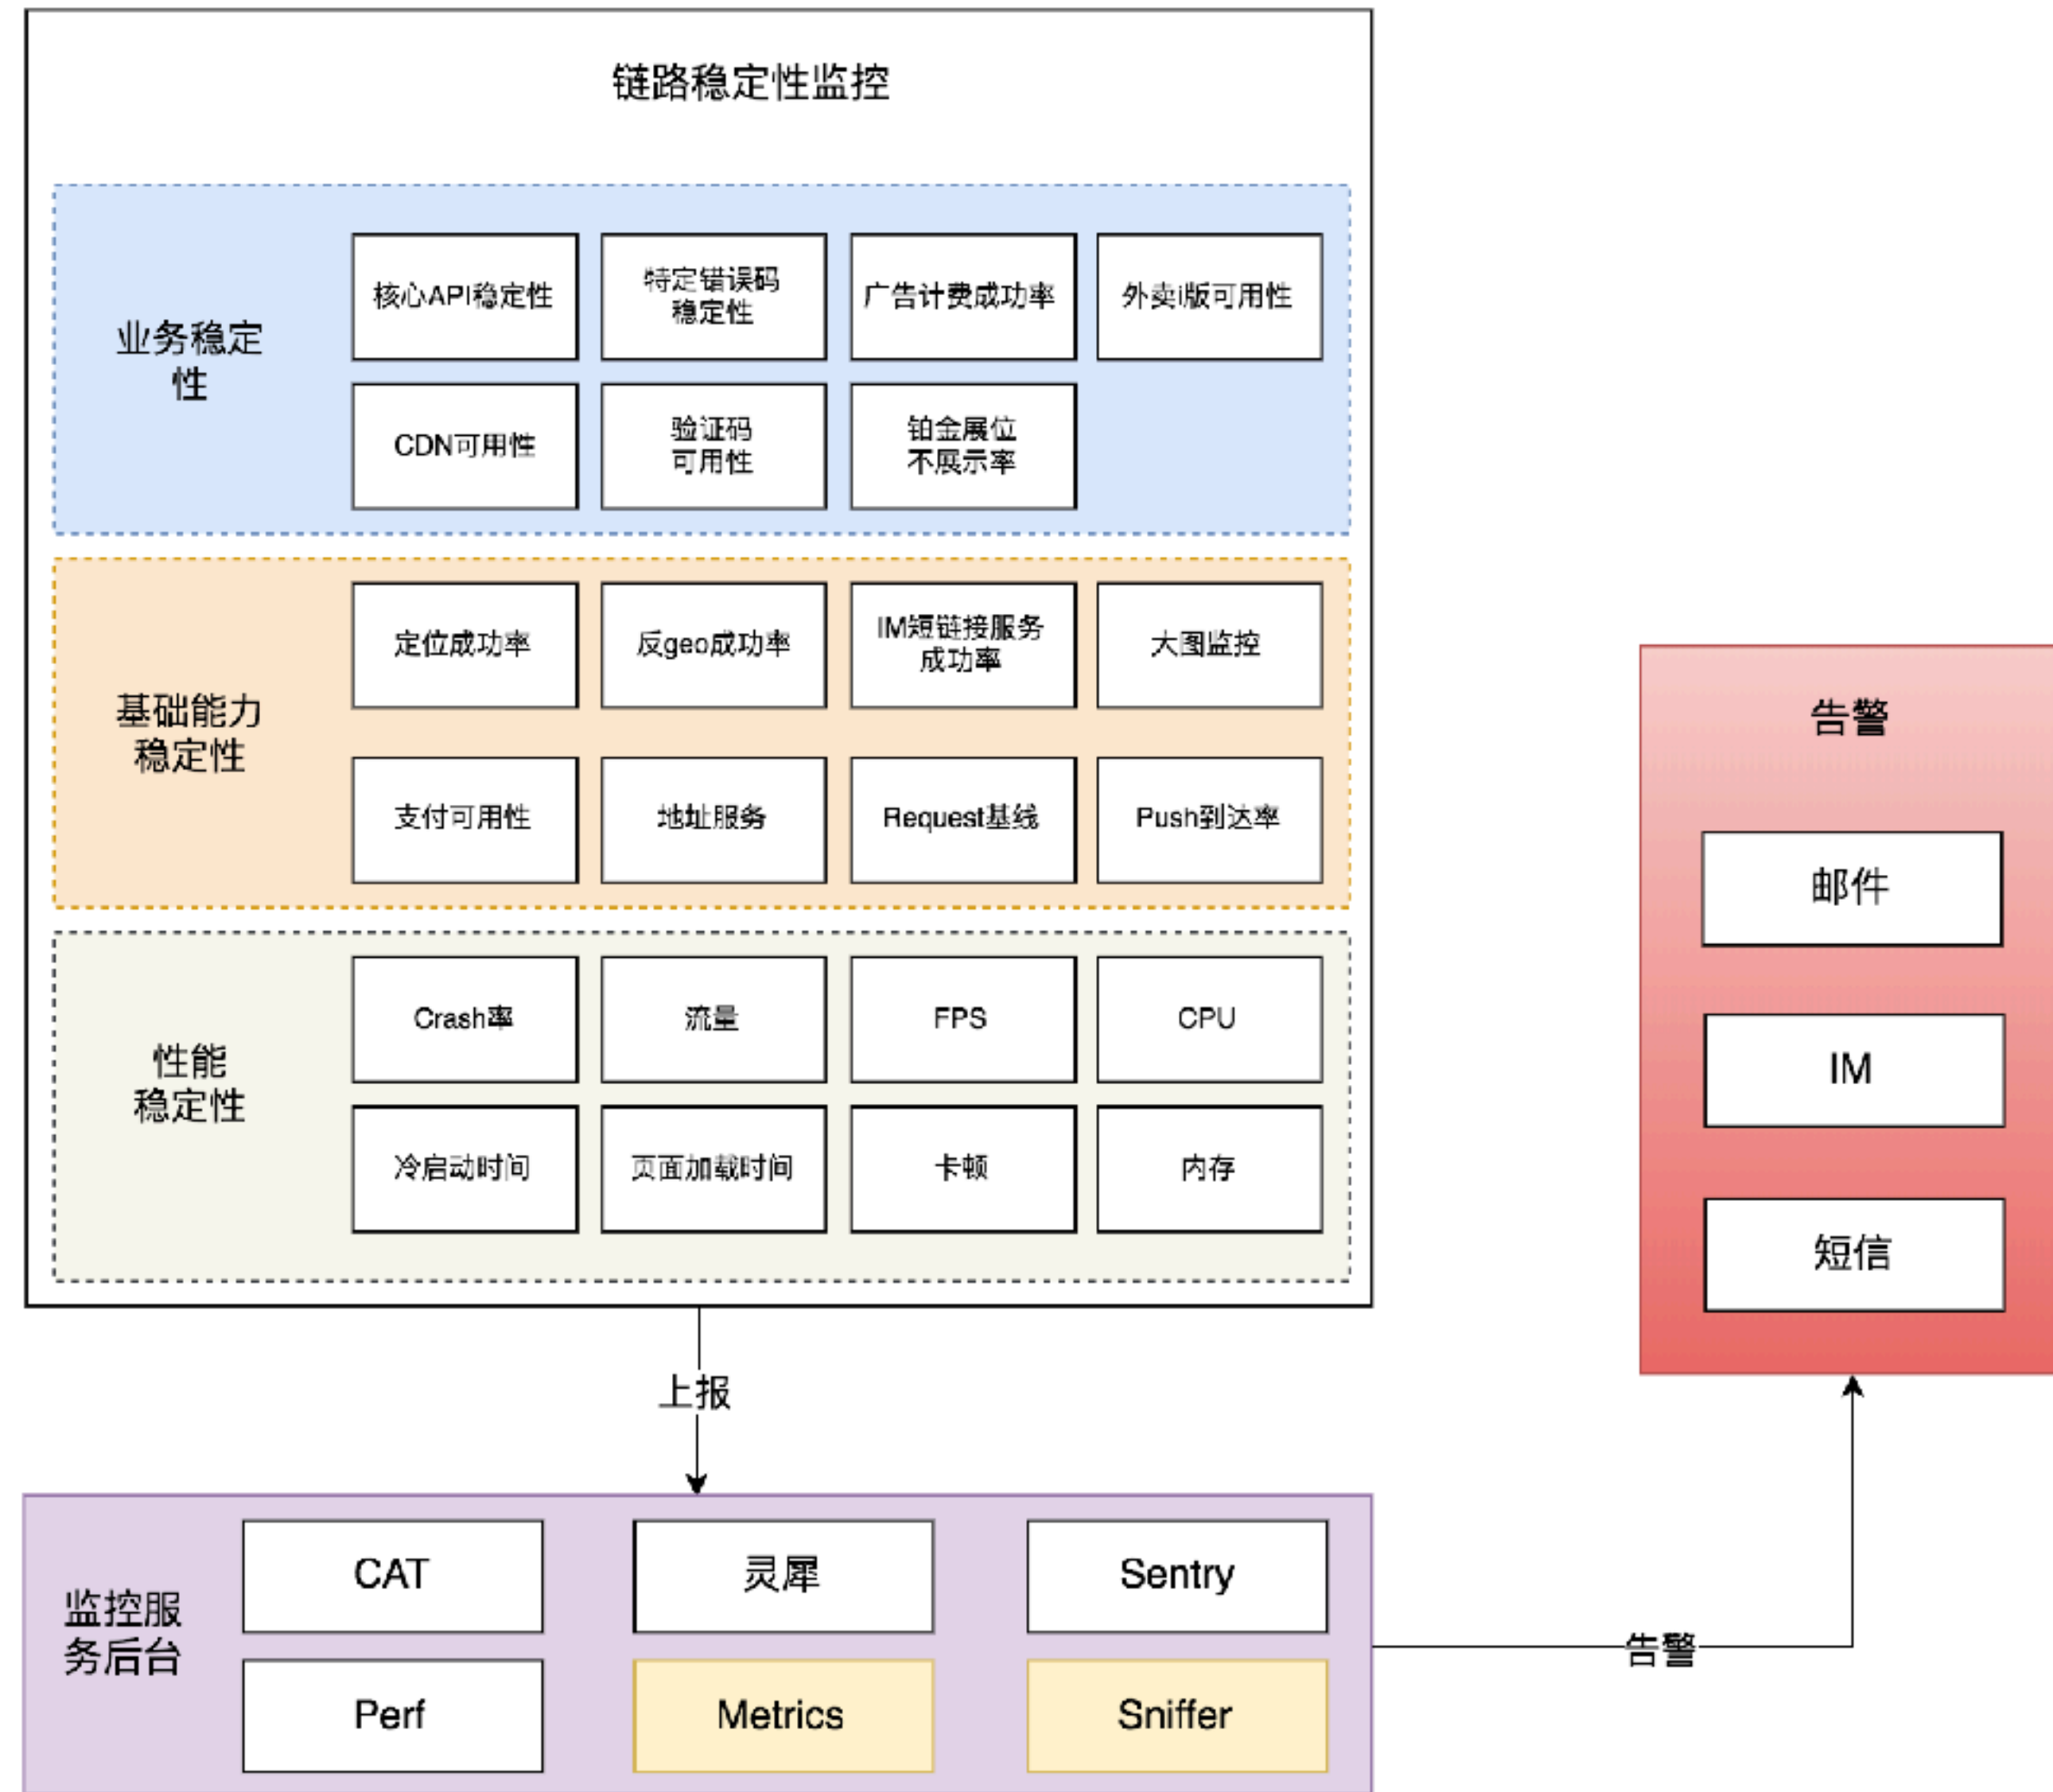 链路稳定性监控
业务稳定
性
核心API稳定性
特定错误码
稳定性
广告计费成功率
外卖i版可用性
CDN可用性
验证码
可用性
铂金展位
不展示率
基础能力
稳定性
定位成功率
反geo成功率
IM短链接服务
成功率
大图监控
支付可用性
地址服务
Request基线
Push到达率
性能
稳定性
Crash率
流量
FPS
CPU
冷启动时间
页面加载时间
卡顿
内存
上报
监控服
务后台
CAT
灵犀
Sentry
Perf
Metrics
Sniffer
告警
告警
邮件
IM
短信